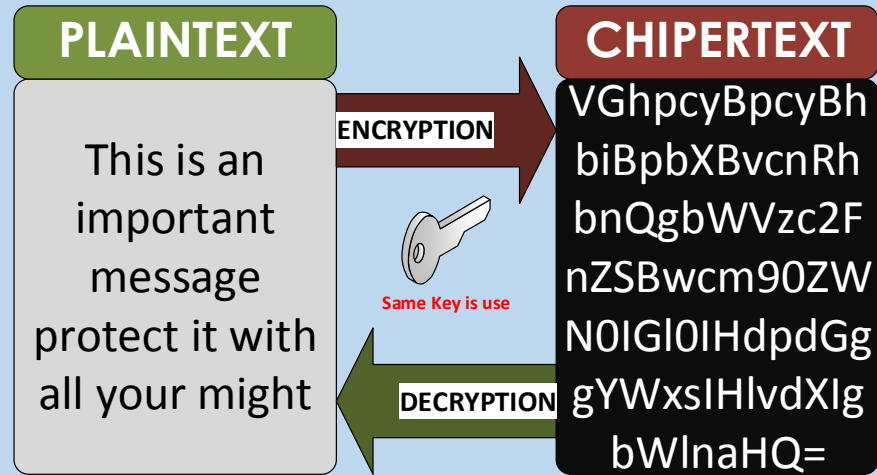 PLAINTEXT
This is an
important
message
protect it with
all your might
ENCRYPTION
Same Key is use
DECRYPTION
CHIPERTEXT
VGhpcyBpcyBh
biBpbXBvcnRh
bnQgbWVzc2F
nZSBwcm90ZW
N0IGl0IHdpdGg
gYWxsIHlvdXIg
bWlnaHQ=